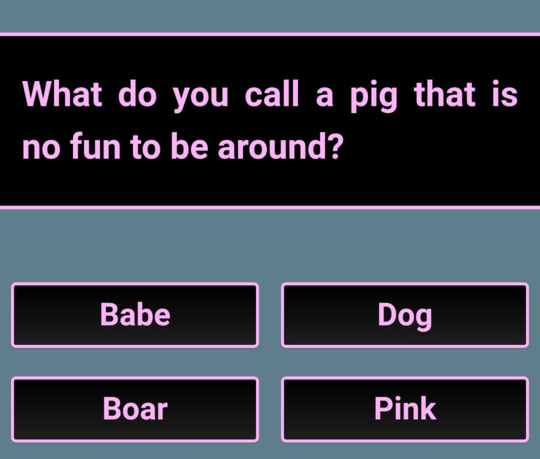 What do you call a pig that is
no fun to be around?
Babe
Dog
Boar
Pink